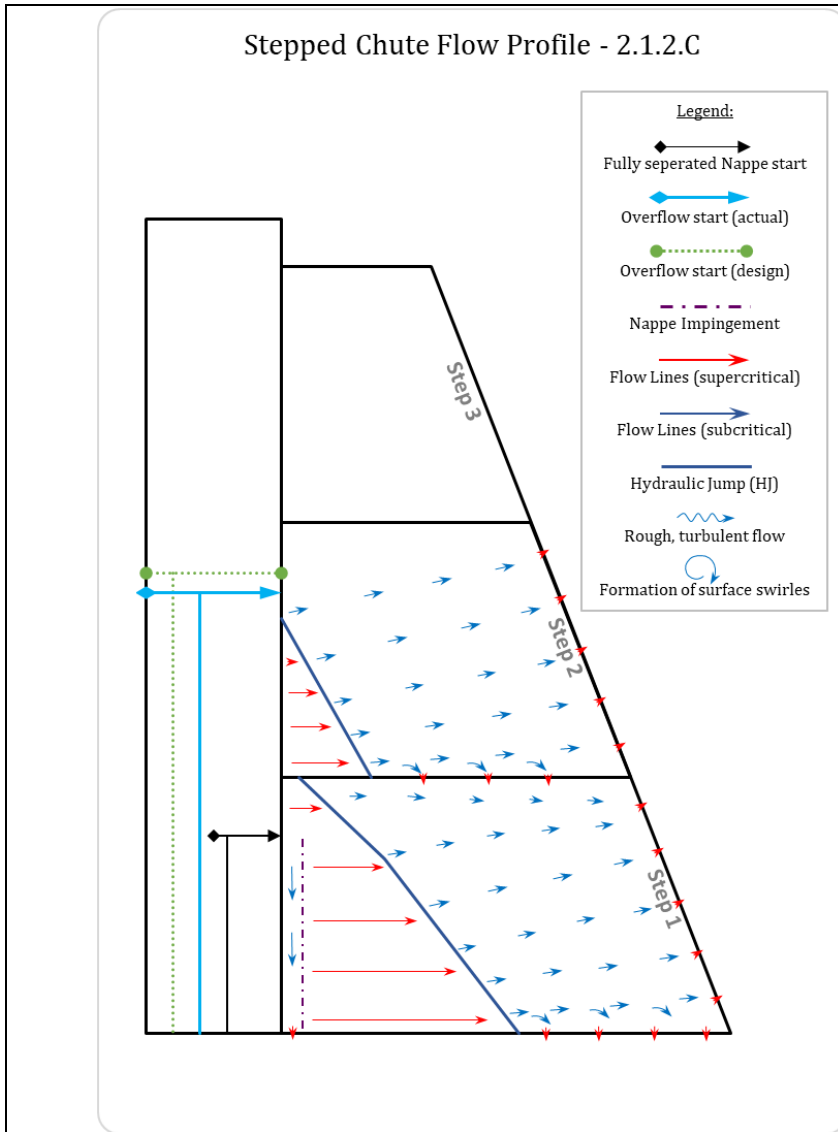 Stepped Chute Flow Profile - 2.1.2.C
Legend:
Fully seperated Nappe start
Overflow start (actual)
Overflow start (design)
Nappe Impingement
Flow Lines (supercritical)
Flow Lines (subcritical)
Hydraulic Jump (HJ)
Rough, turbulent flow
Formation of surface swirles
Step 3
Step 2
Step 1